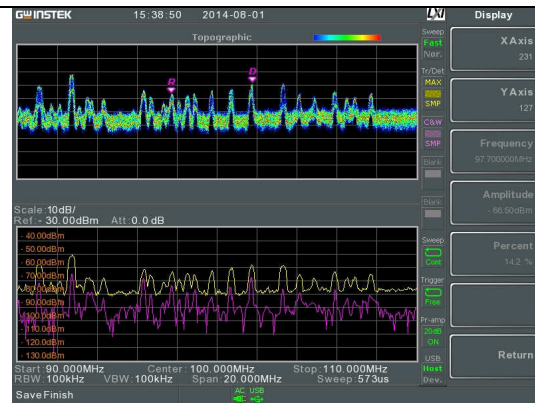 GWINSTEK 15:38:50 2014-08-01 LXI Display
Topographic
R
D
Sweep
Fast
Nor.
Tr/Det
MAX
SMP
C&W
SMP
Blank
Blank
X Axis
231
Y Axis
127
Frequency
97.700000MHz
Amplitude
- 66.50dBm
Percent
14.2 %
Return
Scale:10dB/
Ref:- 30.00dBm Att:0.0 dB
- 40.00dBm
- 50.00dBm
- 60.00dBm
- 70.00dBm
- 80.00dBm
- 90.00dBm
- 100.0dBm
- 110.0dBm
- 120.0dBm
- 130.0dBm
Sweep
Cont
Trigger
Free
Pr-amp
20dB
ON
USB
Host
Dev.
Start:90.000MHz Center:100.000MHz Stop:110.000MHz
RBW:100kHz VBW:100kHz Span:20.000MHz Sweep:573us
Save Finish AC USB